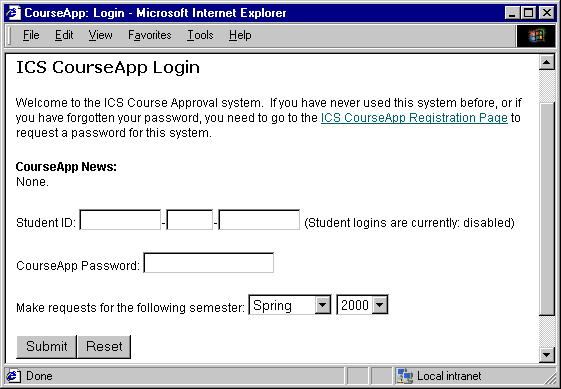 CourseApp: Login - Microsoft Internet Explorer
File Edit View Favorites Tools Help
ICS CourseApp Login
Welcome to the ICS Course Approval system. If you have never used this system before, or if
you have forgotten your password, you need to go to the ICS CourseApp Registration Page to
request a password for this system.
CourseApp News:
None.
Student ID: - - (Student logins are currently: disabled)
CourseApp Password:
Make requests for the following semester: Spring 2000
Submit Reset
Done Local intranet